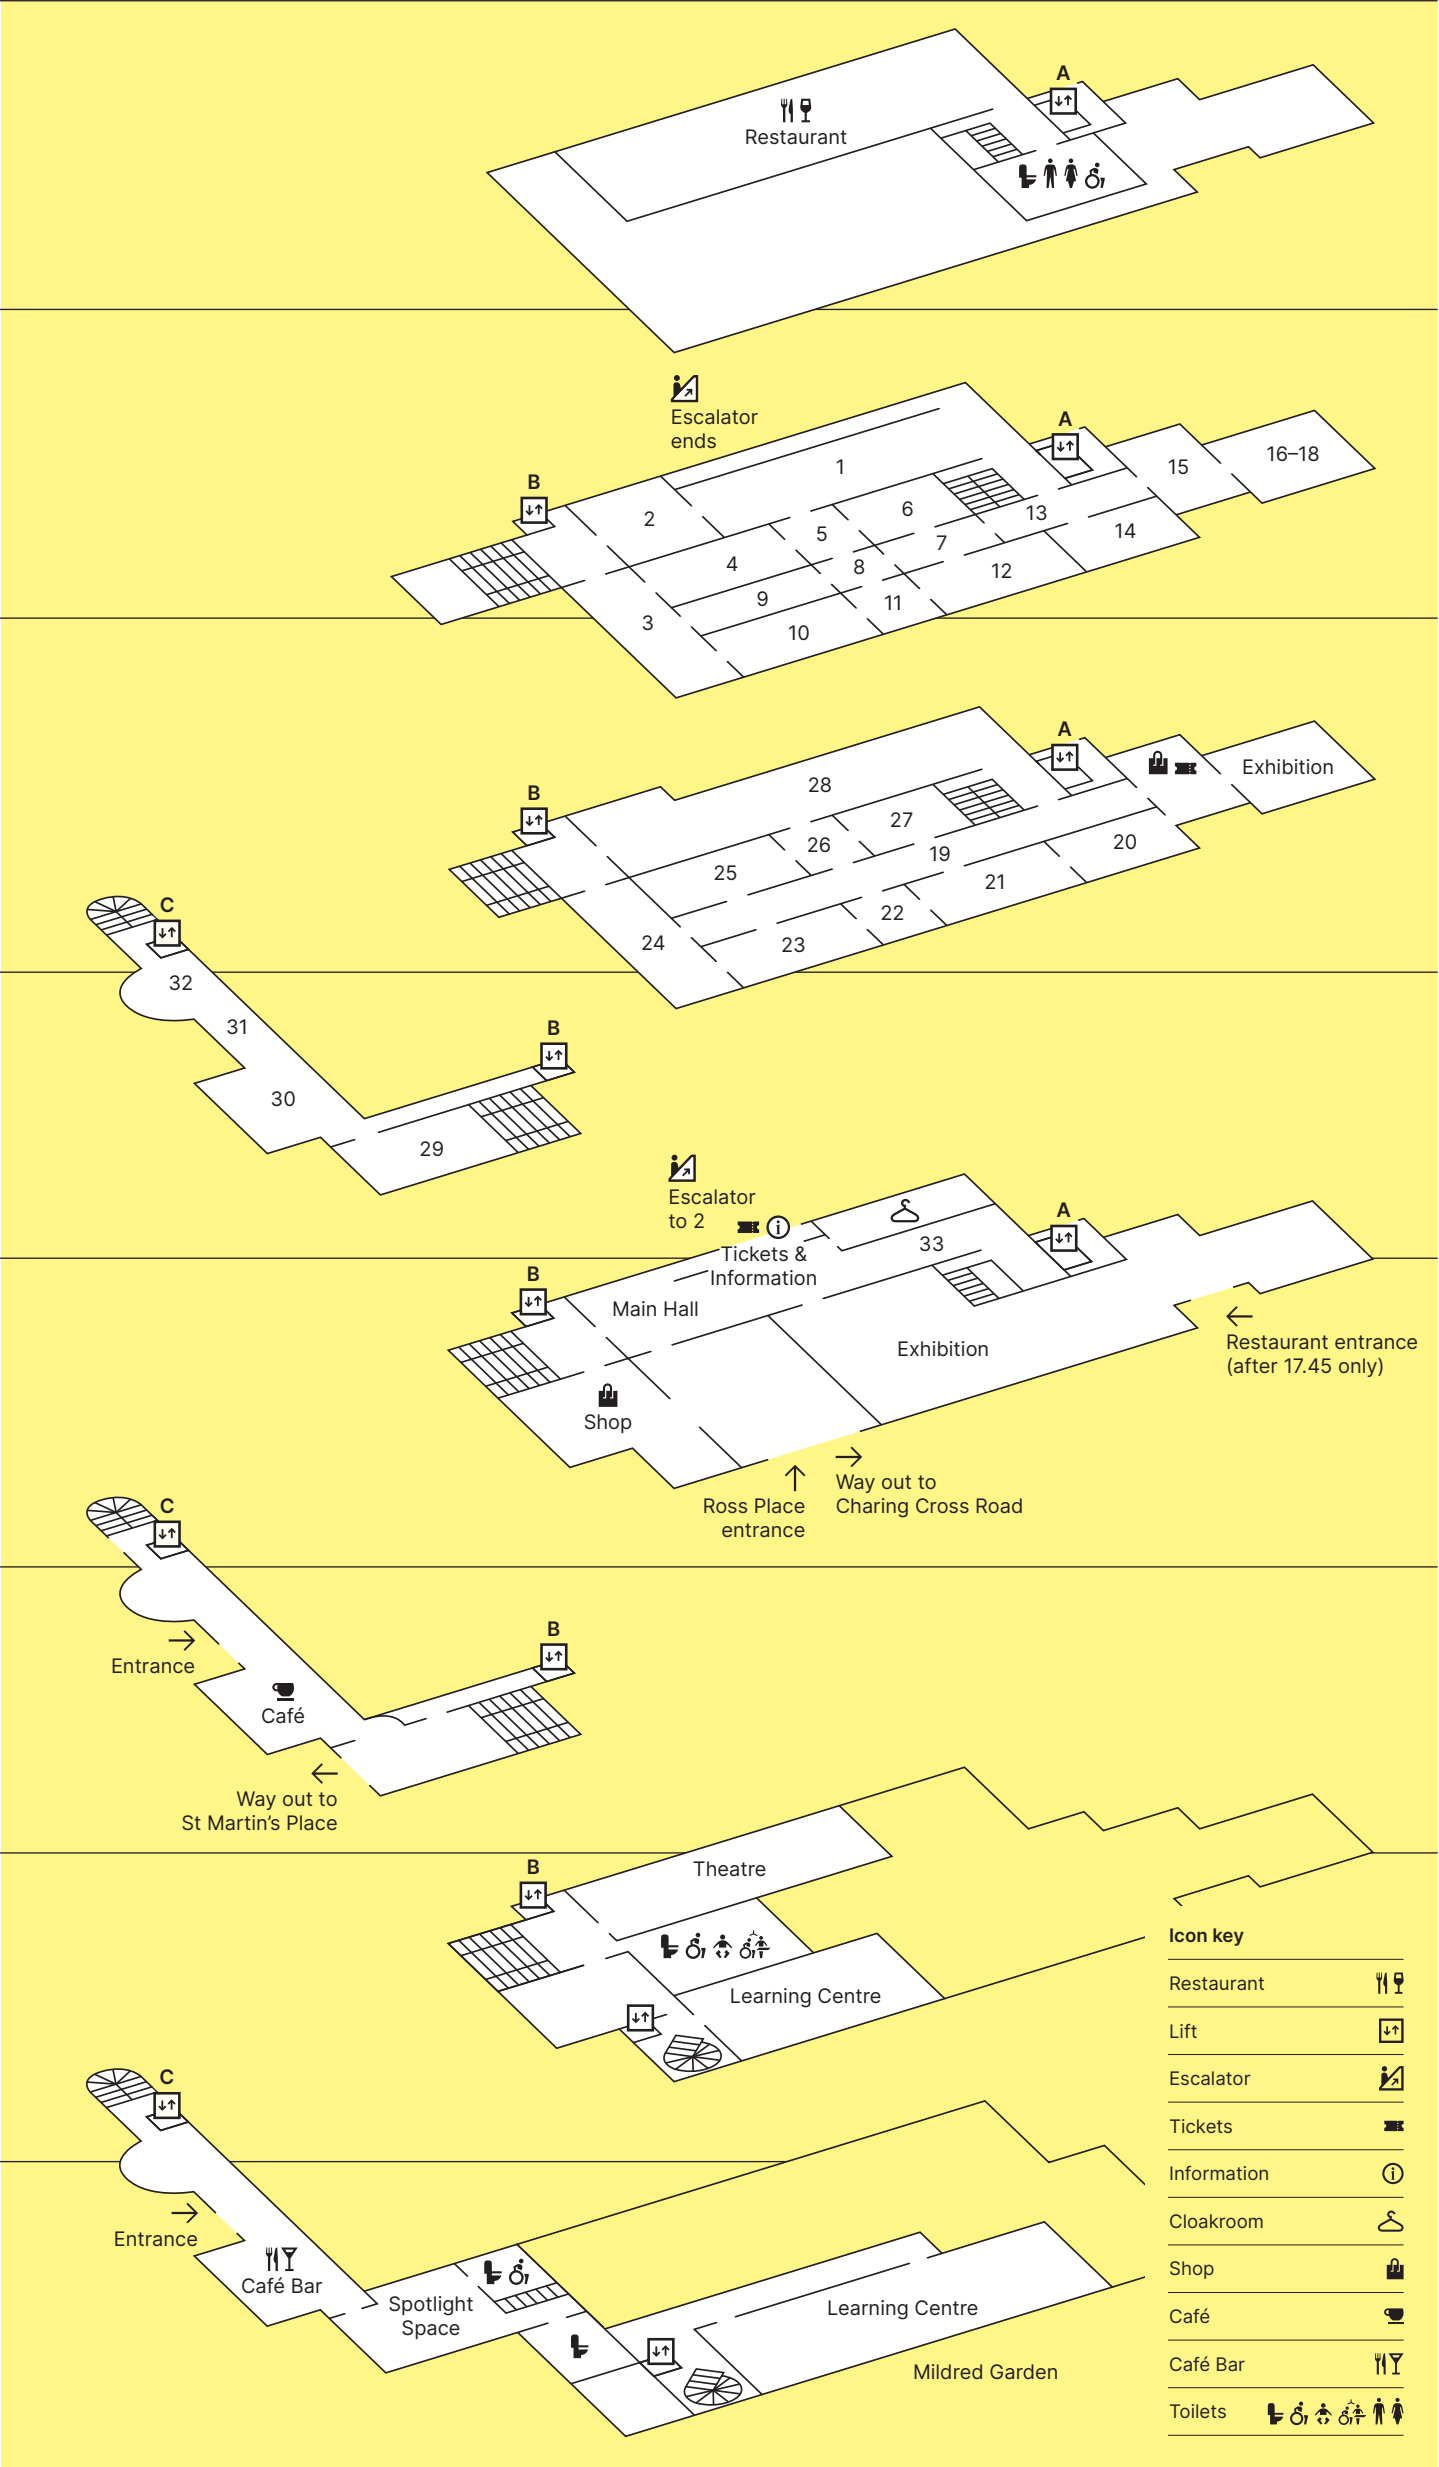 A
Restaurant
Escalator
ends
A
B
1
2
3
4
5
6
7
8
9
10
11
12
13
14
15
16–18
A
B
28
Exhibition
27
26
25
19
20
21
22
23
24
C
32
31
30
B
29
Escalator
to 2
Tickets &
Information
A
33
B
Main Hall
Exhibition
Restaurant entrance
(after 17.45 only)
Shop
Way out to
Charing Cross Road
Ross Place
entrance
C
B
Entrance
Café
Way out to
St Martin’s Place
B
Theatre
Learning Centre
C
Entrance
Café Bar
Spotlight
Space
Learning Centre
Mildred Garden
Icon key
Restaurant
Lift
Escalator
Tickets
Information
Cloakroom
Shop
Café
Café Bar
Toilets